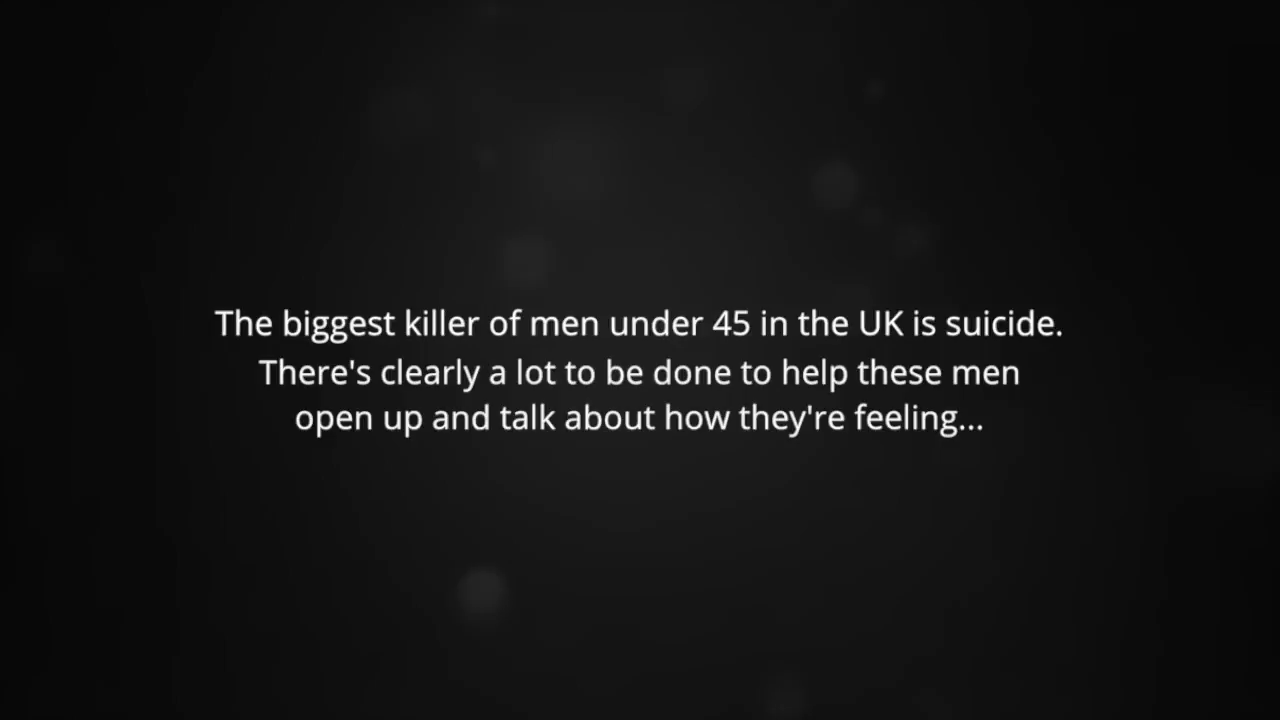 The biggest killer of men under 45 in the UK is suicide.
There's clearly a lot to be done to help these men
open up and talk about how they're feeling...